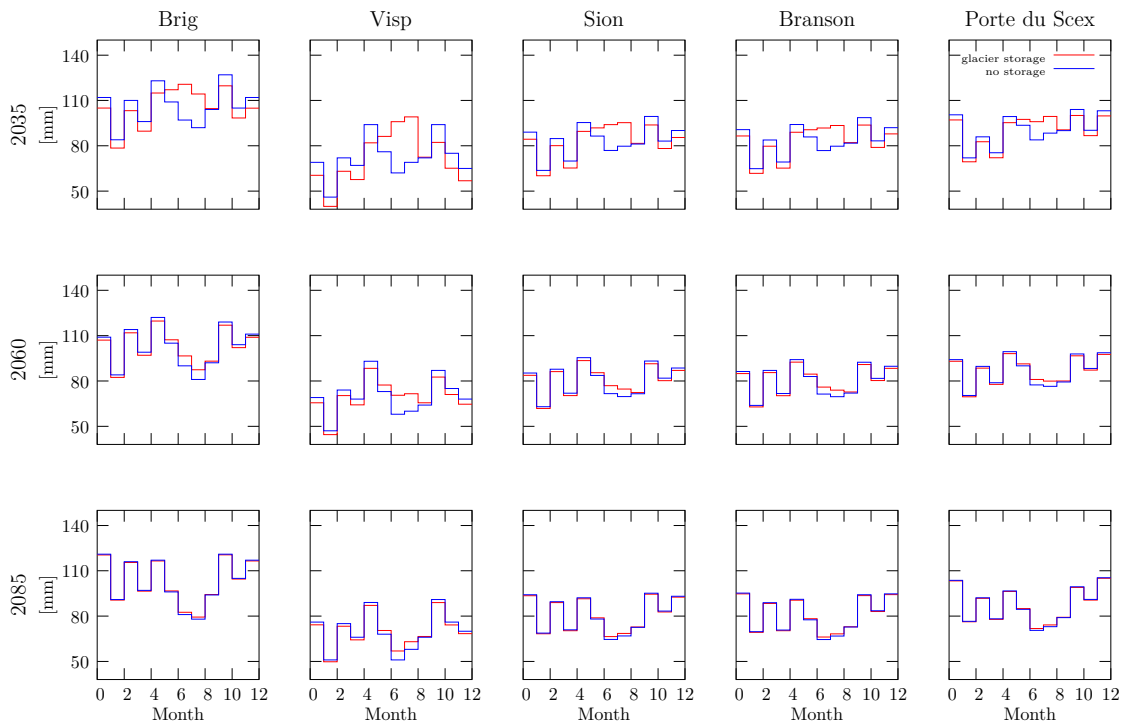 Brig Visp Sion Branson Porte du Scex
2035
[mm]
140
110
80
50
glacier storage
no storage
2060
[mm]
140
110
80
50
2085
[mm]
140
110
80
50
0 2 4 6 8 10 12 0 2 4 6 8 10 12 0 2 4 6 8 10 12 0 2 4 6 8 10 12 0 2 4 6 8 10 12
Month Month Month Month Month